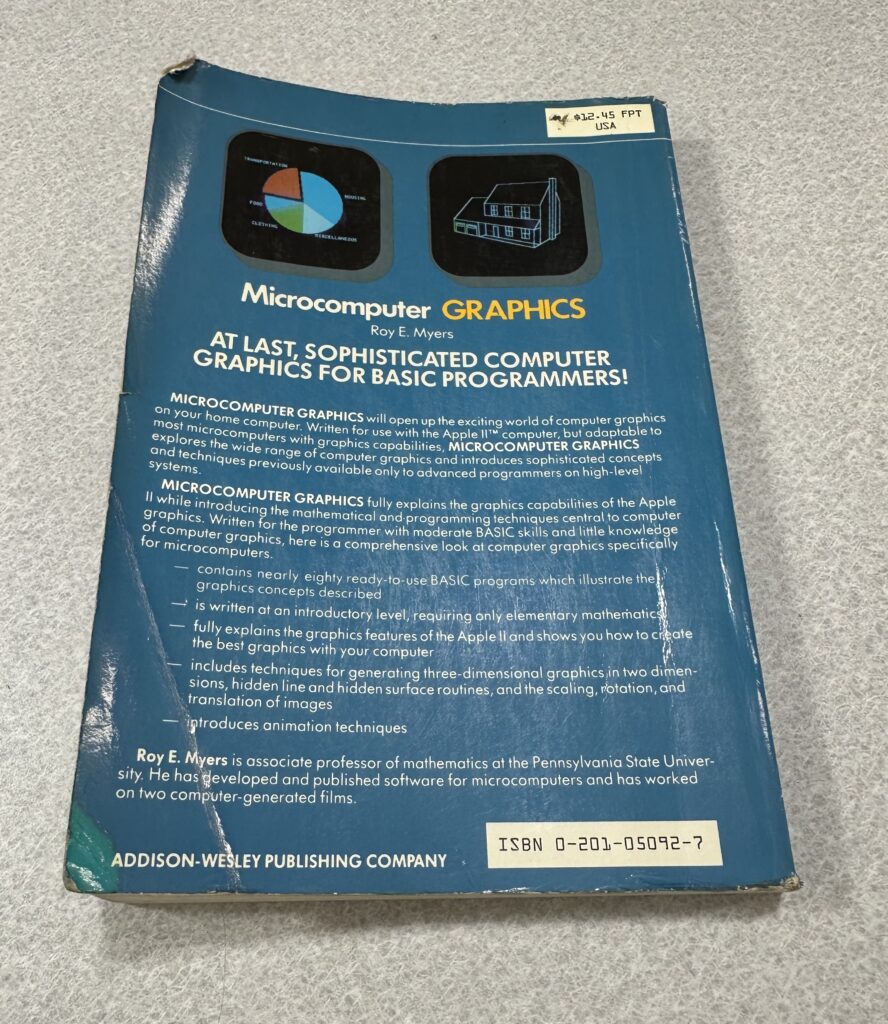 $12.45 FPT
USA
TRANSPORTATION
HOUSING
FOOD
CLOTHING
MISCELLANEOUS
Microcomputer GRAPHICS
Roy E. Myers
AT LAST, SOPHISTICATED COMPUTER
GRAPHICS FOR BASIC PROGRAMMERS!
MICROCOMPUTER GRAPHICS will open up the exciting world of computer graphics
on your home computer. Written for use with the Apple II™ computer, but adaptable to
most microcomputers with graphics capabilities, MICROCOMPUTER GRAPHICS
explores the wide range of computer graphics and introduces sophisticated concepts
and techniques previously available only to advanced programmers on high-level
systems.
MICROCOMPUTER GRAPHICS fully explains the graphics capabilities of the Apple
II while introducing the mathematical and programming techniques central to computer
graphics. Written for the programmer with moderate BASIC skills and little knowledge
of computer graphics, here is a comprehensive look at computer graphics specifically
for microcomputers.
— contains nearly eighty ready-to-use BASIC programs which illustrate the
graphics concepts described
— is written at an introductory level, requiring only elementary mathematics
— fully explains the graphics features of the Apple II and shows you how to create
the best graphics with your computer
— includes techniques for generating three-dimensional graphics in two dimen-
sions, hidden line and hidden surface routines, and the scaling, rotation, and
translation of images
— introduces animation techniques
Roy E. Myers is associate professor of mathematics at the Pennsylvania State Univer-
sity. He has developed and published software for microcomputers and has worked
on two computer-generated films.
ADDISON-WESLEY PUBLISHING COMPANY
ISBN 0-201-05092-7